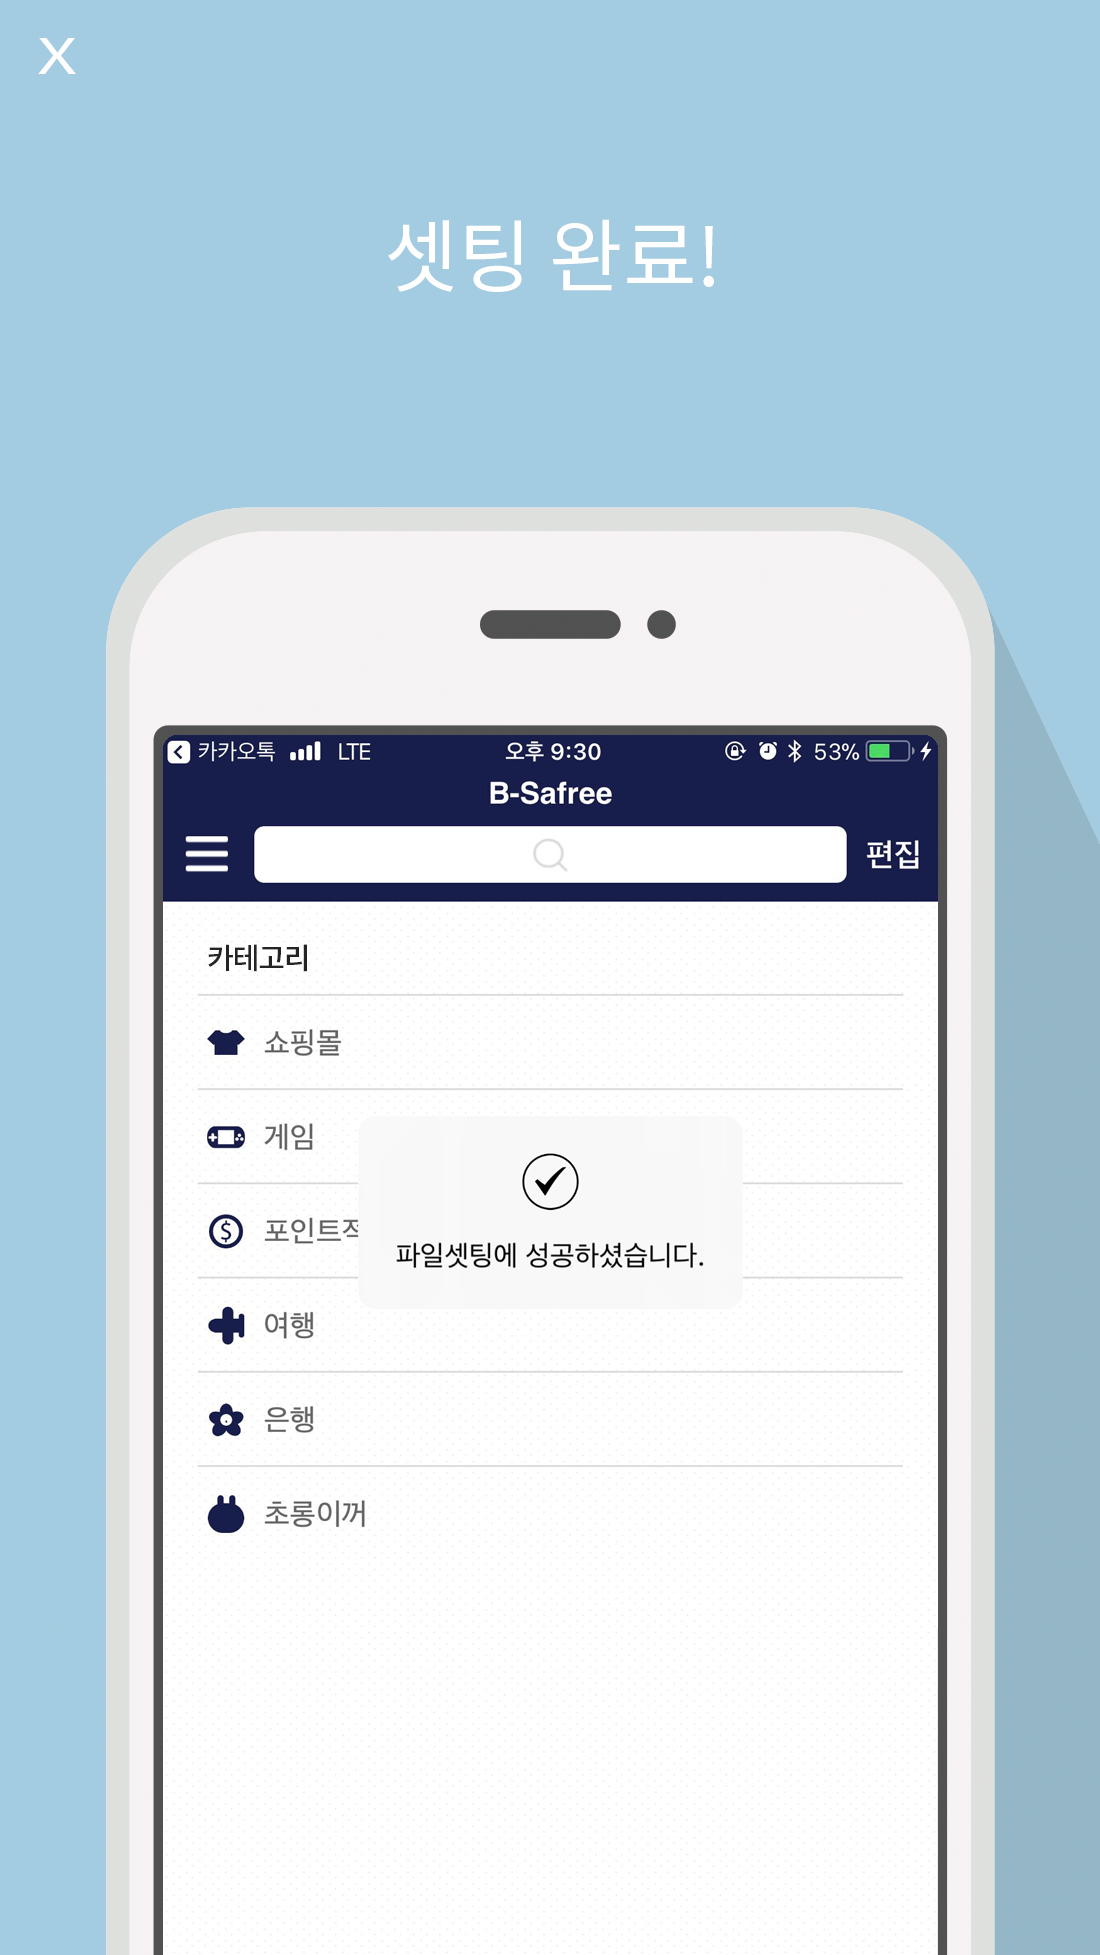 X
셋팅 완료!
카카오톡 LTE 오후 9:30 53%
B-Safree
편집
카테고리
쇼핑몰
게임
포인트적
파일셋팅에 성공하셨습니다.
여행
은행
초롱이꺼